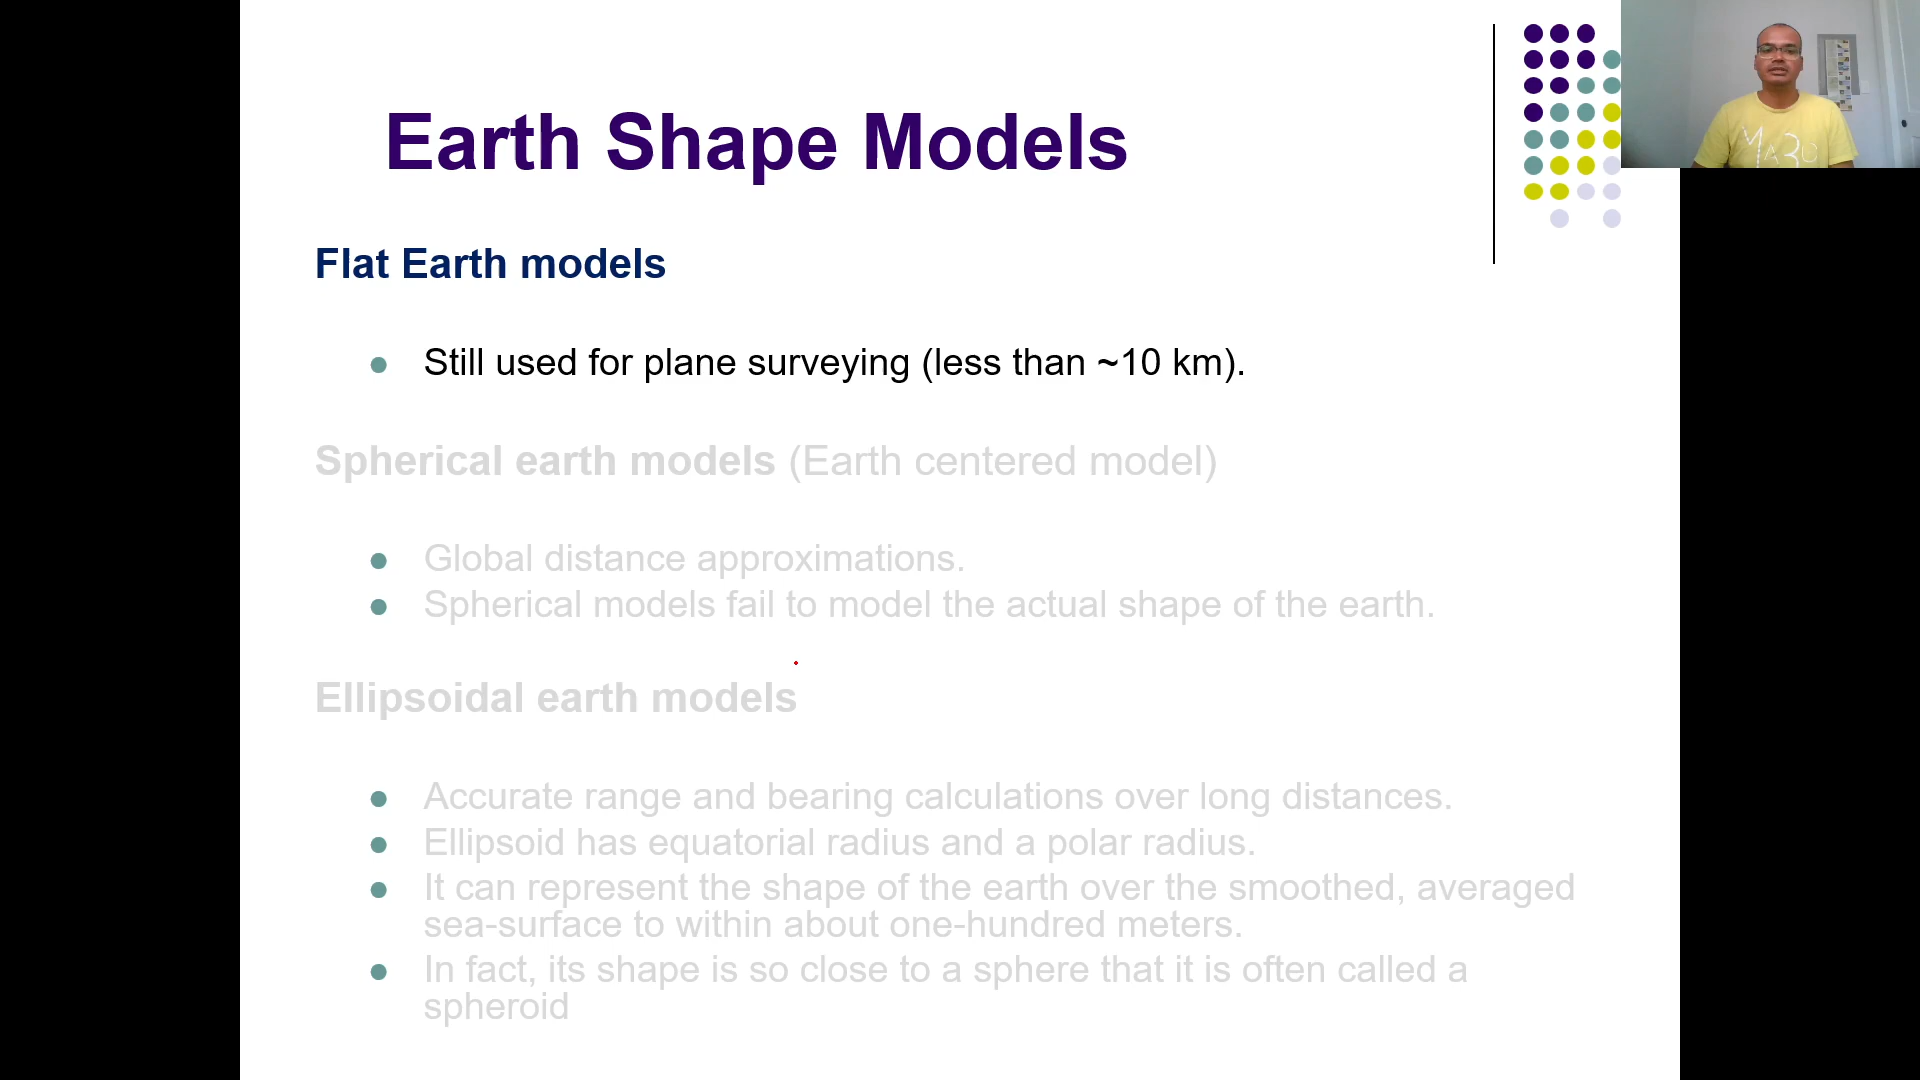 Earth Shape Models
Flat Earth models
Still used for plane surveying (less than ~10 km).
Spherical earth models (Earth centered model)
Global distance approximations.
Spherical models fail to model the actual shape of the earth.
Ellipsoidal earth models
Accurate range and bearing calculations over long distances.
Ellipsoid has equatorial radius and a polar radius.
It can represent the shape of the earth over the smoothed, averaged
sea-surface to within about one-hundred meters.
In fact, its shape is so close to a sphere that it is often called a
spheroid